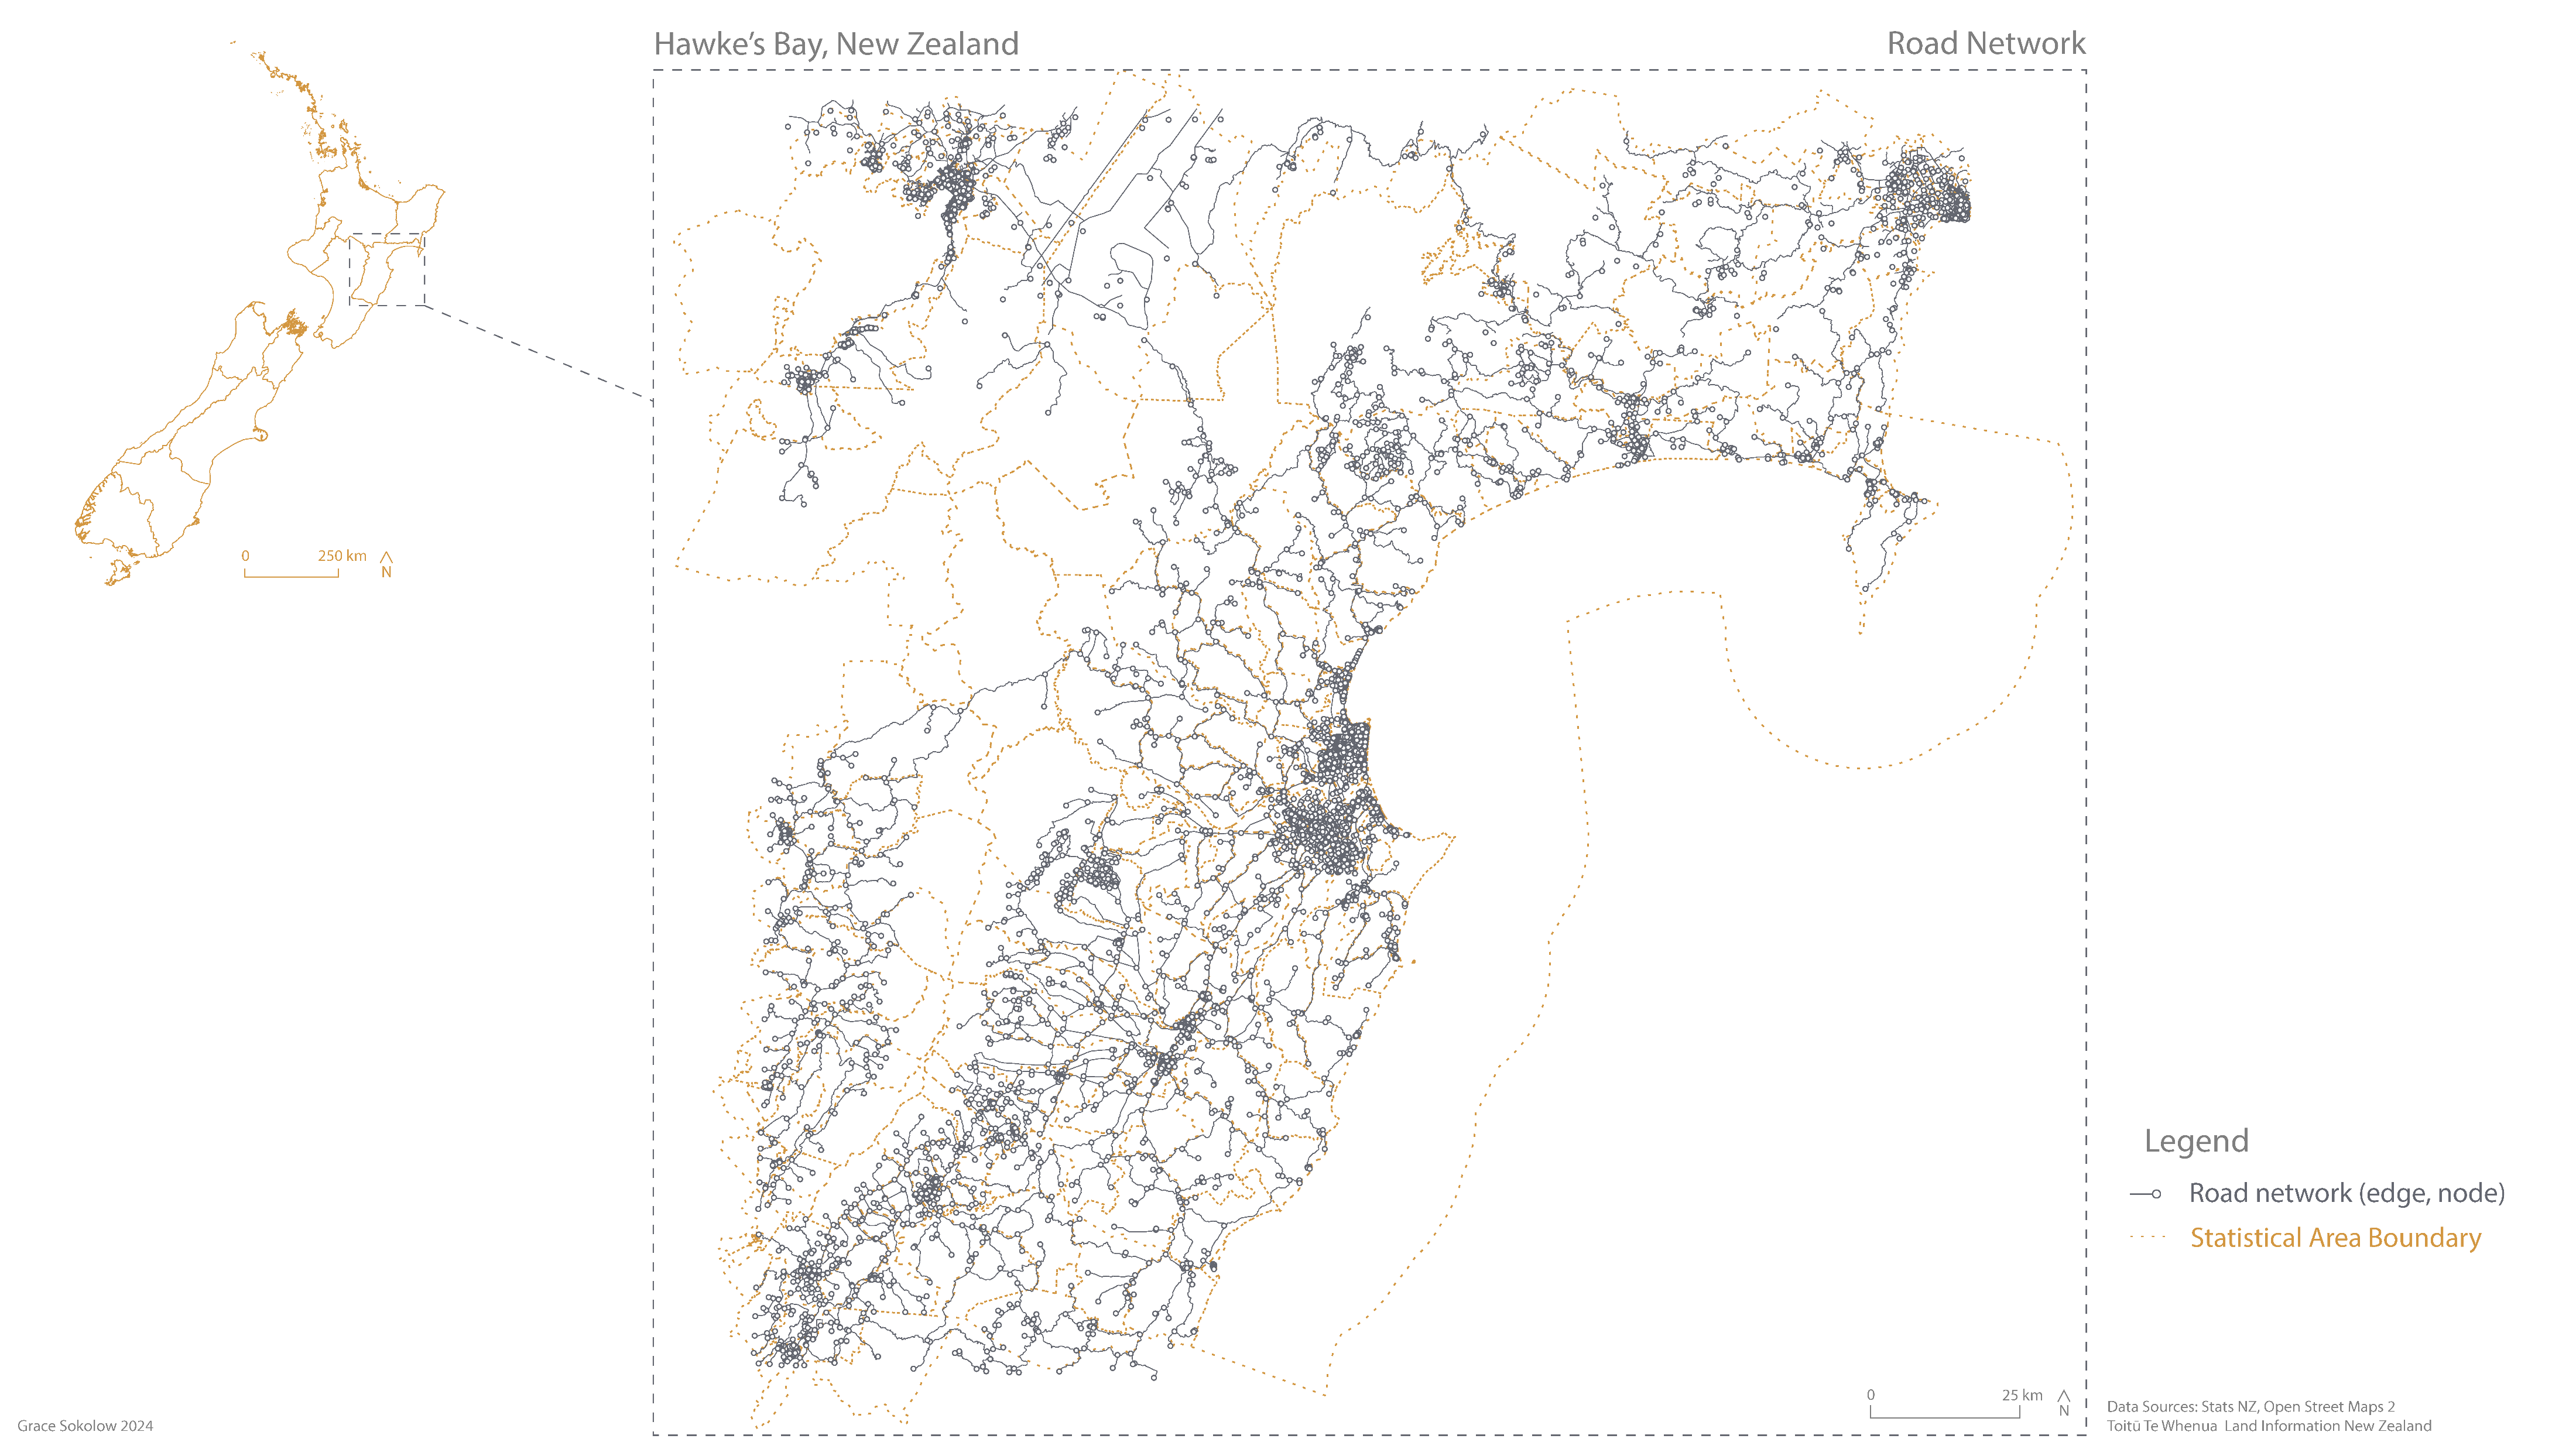 Hawke’s Bay, New Zealand
Road Network
0 250 km
N
Legend
Road network (edge, node)
Statistical Area Boundary
0 25 km
N
Data Sources: Stats NZ, Open Street Maps 2
Toitū Te Whenua Land Information New Zealand
Grace Sokolow 2024